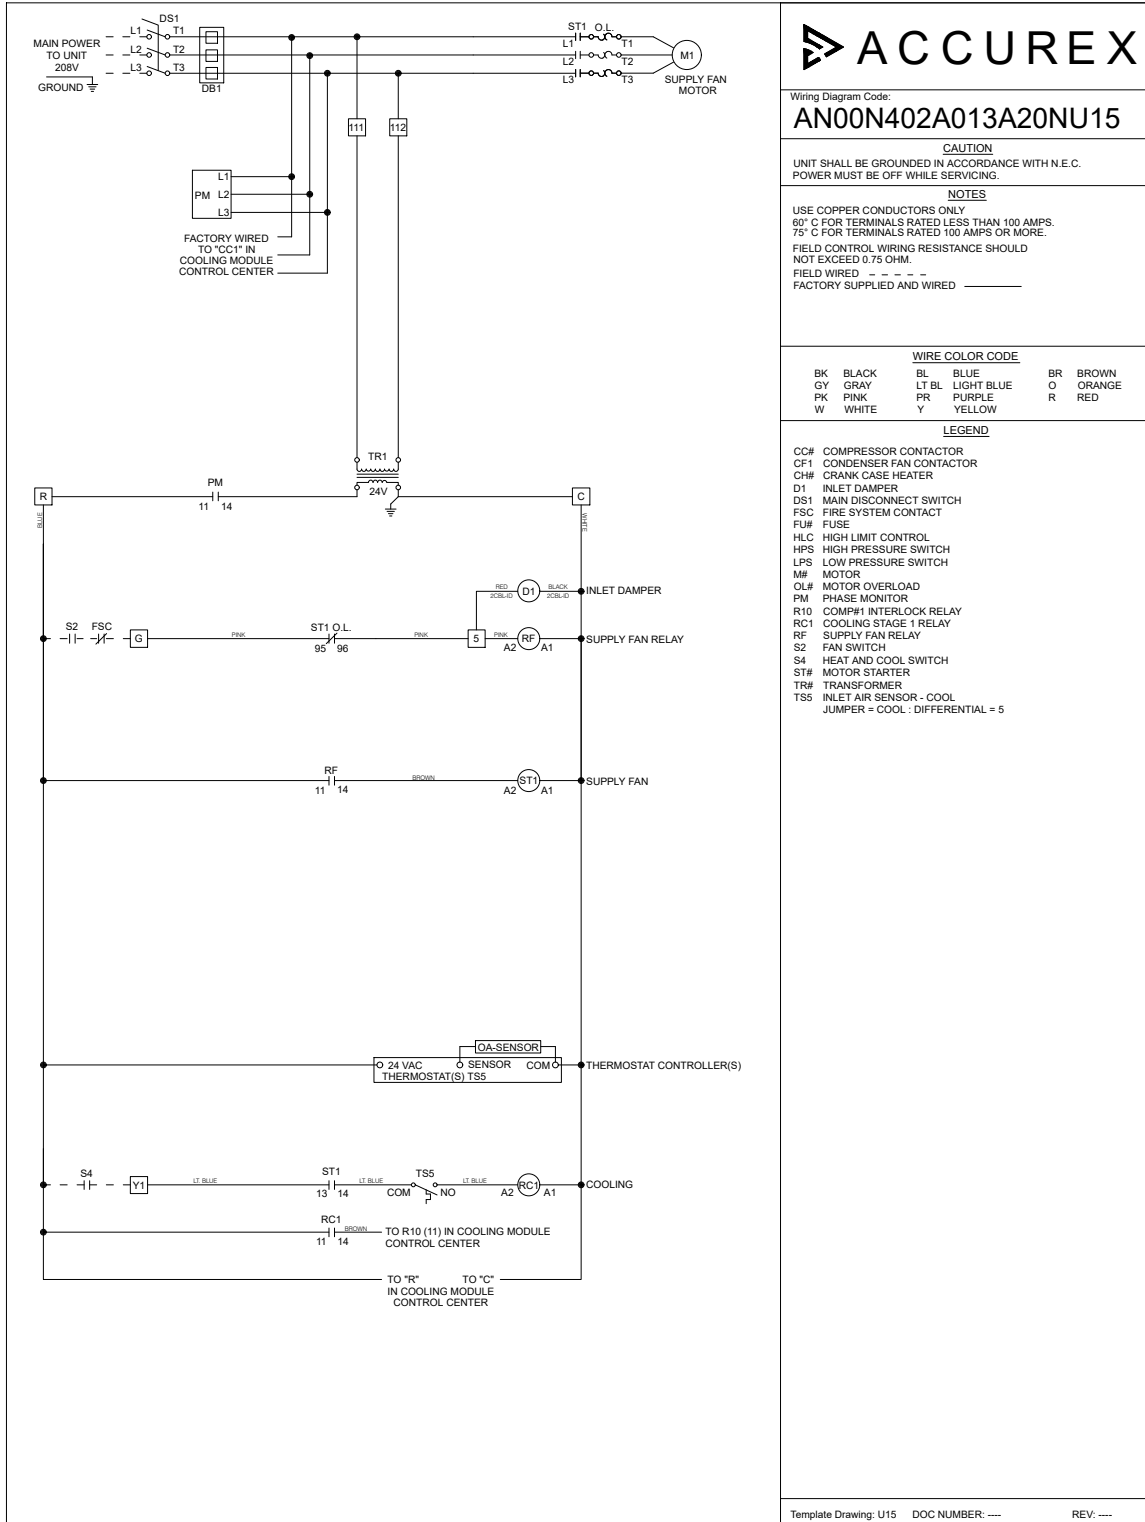 DS1
L1 T1
MAIN POWER
TO UNIT
208V
L2 T2
L3 T3
GROUND
DB1
ST1 O.L.
L1 T1
L2 T2
L3 T3
M1
SUPPLY FAN
MOTOR
111 112
PM
L1
L2
L3
FACTORY WIRED
TO "CC1" IN
COOLING MODULE
CONTROL CENTER
TR1
24V
R
PM
11 14
C
BLUE
WHITE
RED
2CBL-ID
D1
BLACK
2CBL-ID
INLET DAMPER
S2 FSC
G
PINK
ST1 O.L.
95 96
PINK
5
PINK
A2 RF A1
SUPPLY FAN RELAY
RF
11 14
BROWN
A2 ST1 A1
SUPPLY FAN
OA-SENSOR
24 VAC SENSOR COM
THERMOSTAT(S) TS5
THERMOSTAT CONTROLLER(S)
S4
Y1
LT. BLUE
ST1
13 14
LT. BLUE
TS5
COM NO
LT. BLUE
A2 RC1 A1
COOLING
RC1
11 14
BROWN
TO R10 (11) IN COOLING MODULE
CONTROL CENTER
TO "R" TO "C"
IN COOLING MODULE
CONTROL CENTER
ACCUREX
Wiring Diagram Code:
AN00N402A013A20NU15
CAUTION
UNIT SHALL BE GROUNDED IN ACCORDANCE WITH N.E.C.
POWER MUST BE OFF WHILE SERVICING.
NOTES
USE COPPER CONDUCTORS ONLY
60° C FOR TERMINALS RATED LESS THAN 100 AMPS.
75° C FOR TERMINALS RATED 100 AMPS OR MORE.
FIELD CONTROL WIRING RESISTANCE SHOULD
NOT EXCEED 0.75 OHM.
FIELD WIRED
FACTORY SUPPLIED AND WIRED
WIRE COLOR CODE
BK BLACK BL BLUE BR BROWN
GY GRAY LT BL LIGHT BLUE O ORANGE
PK PINK PR PURPLE R RED
W WHITE Y YELLOW
LEGEND
CC# COMPRESSOR CONTACTOR
CF1 CONDENSER FAN CONTACTOR
CH# CRANK CASE HEATER
D1 INLET DAMPER
DS1 MAIN DISCONNECT SWITCH
FSC FIRE SYSTEM CONTACT
FU# FUSE
HLC HIGH LIMIT CONTROL
HPS HIGH PRESSURE SWITCH
LPS LOW PRESSURE SWITCH
M# MOTOR
OL# MOTOR OVERLOAD
PM PHASE MONITOR
R10 COMP#1 INTERLOCK RELAY
RC1 COOLING STAGE 1 RELAY
RF SUPPLY FAN RELAY
S2 FAN SWITCH
S4 HEAT AND COOL SWITCH
ST# MOTOR STARTER
TR# TRANSFORMER
TS5 INLET AIR SENSOR - COOL
JUMPER = COOL : DIFFERENTIAL = 5
Template Drawing: U15 DOC NUMBER: ---- REV: ----